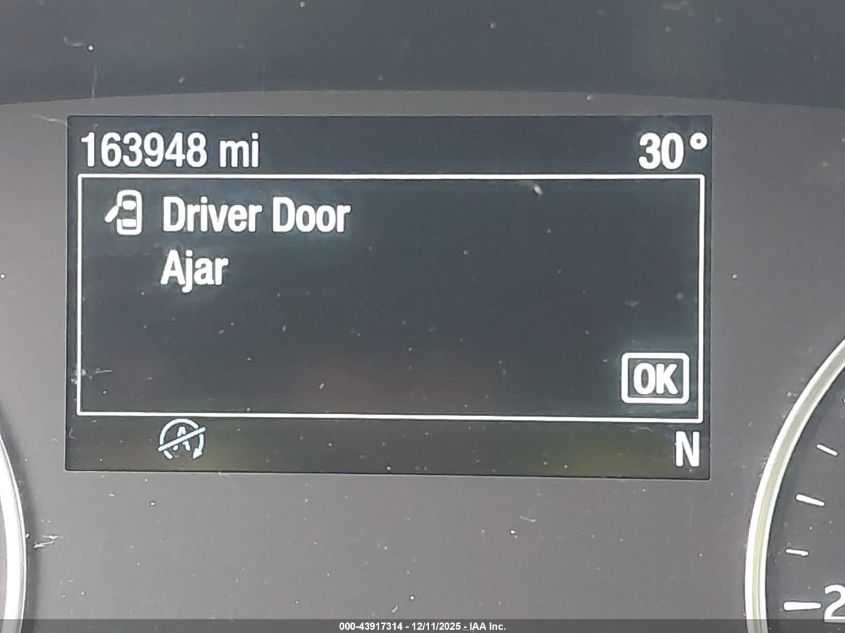 163948 mi 30°
Driver Door
Ajar
OK
A
N
-2
000-43917314 - 12/11/2025 - IAA Inc.